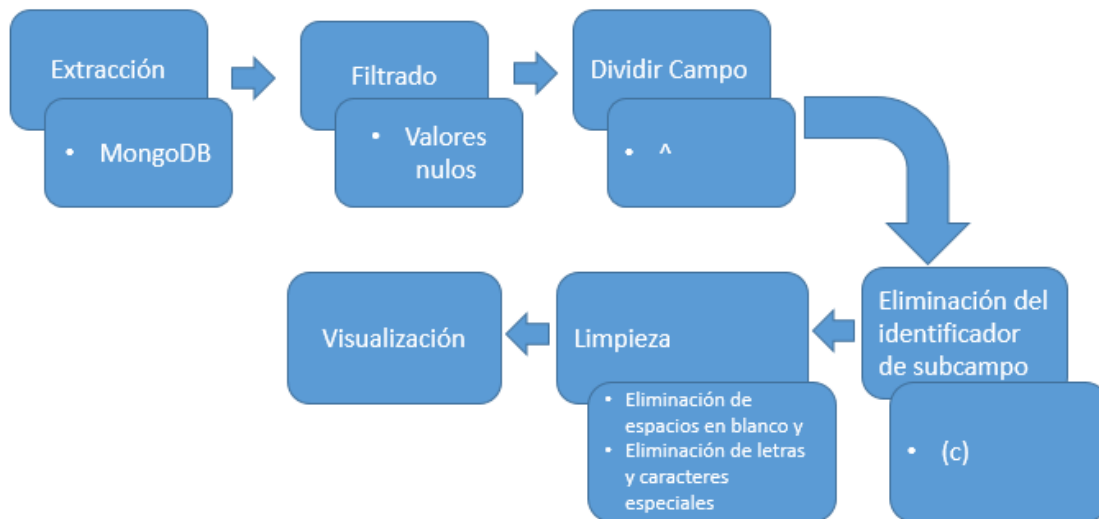 Extracción
• MongoDB
Filtrado
• Valores
nulos
Dividir Campo
• ^
Eliminación del
identificador
de subcampo
• (c)
Limpieza
• Eliminación de
espacios en blanco y
• Eliminación de letras
y caracteres
especiales
Visualización